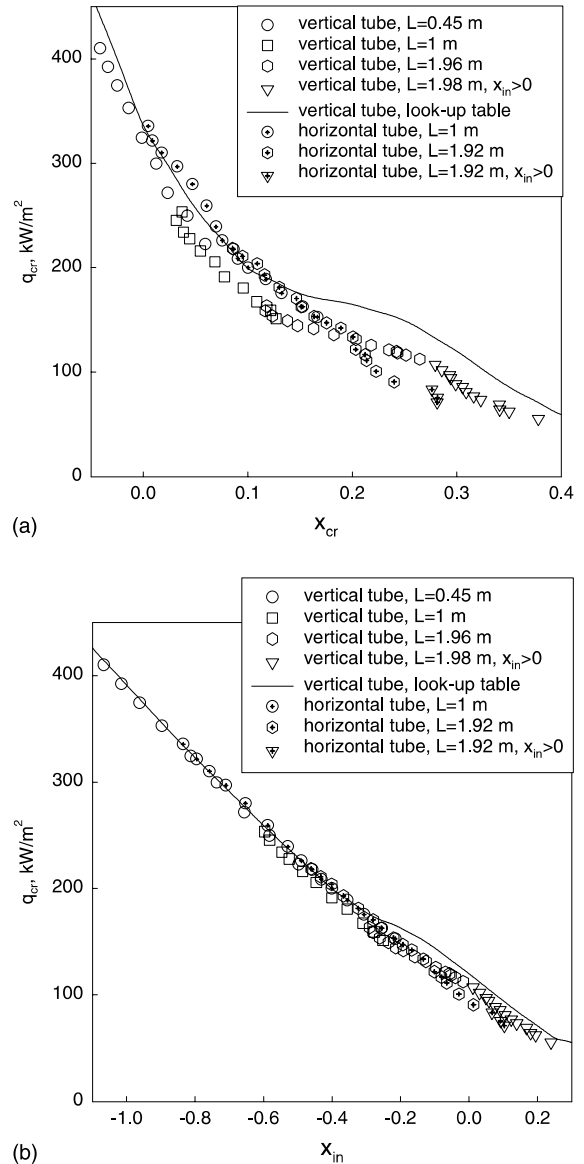 400
300
200
100
0
q_cr, kW/m²
vertical tube, L=0.45 m
vertical tube, L=1 m
vertical tube, L=1.96 m
vertical tube, L=1.98 m, x_in>0
vertical tube, look-up table
horizontal tube, L=1 m
horizontal tube, L=1.92 m
horizontal tube, L=1.92 m, x_in>0
0.0 0.1 0.2 0.3 0.4
x_cr
(a)
400
300
200
100
0
q_cr, kW/m²
vertical tube, L=0.45 m
vertical tube, L=1 m
vertical tube, L=1.96 m
vertical tube, L=1.98 m, x_in>0
vertical tube, look-up table
horizontal tube, L=1 m
horizontal tube, L=1.92 m
horizontal tube, L=1.92 m, x_in>0
-1.0 -0.8 -0.6 -0.4 -0.2 0.0 0.2
x_in
(b)